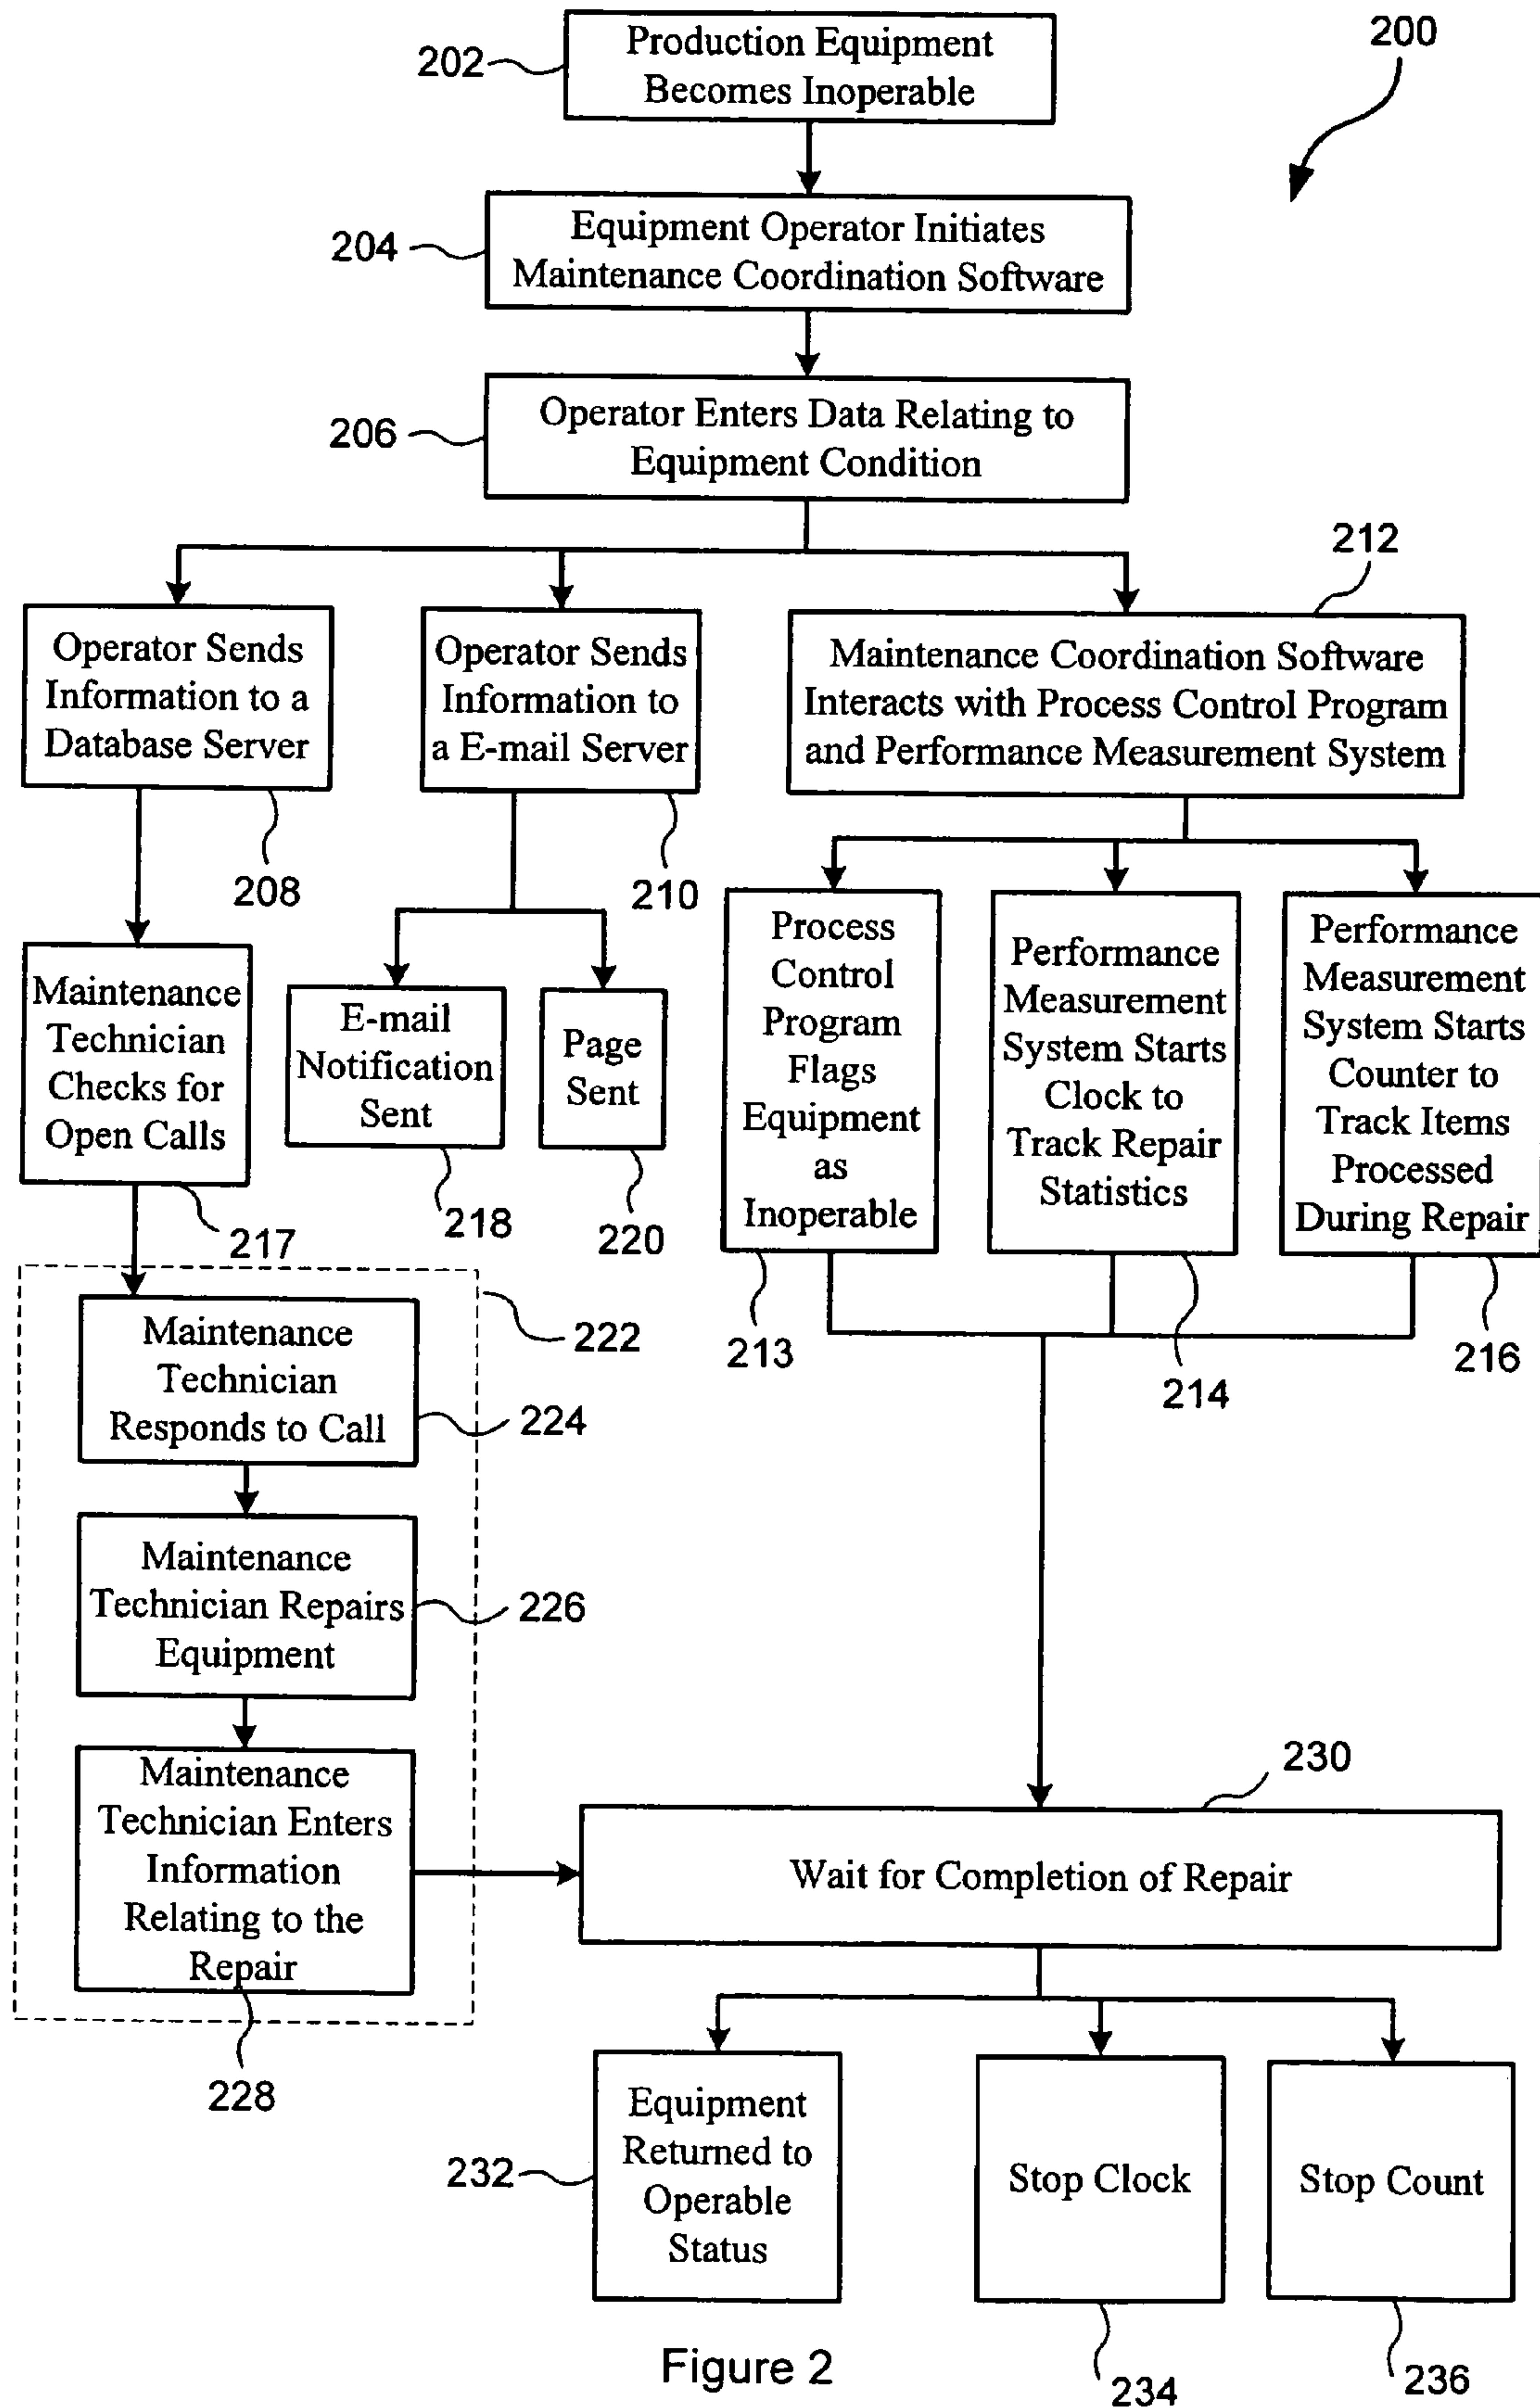 200
202
Production Equipment
Becomes Inoperable
204
Equipment Operator Initiates
Maintenance Coordination Software
206
Operator Enters Data Relating to
Equipment Condition
Operator Sends
Information to a
Database Server
208
Operator Sends
Information to
a E-mail Server
210
212
Maintenance Coordination Software
Interacts with Process Control Program
and Performance Measurement System
Maintenance
Technician
Checks for
Open Calls
217
E-mail
Notification
Sent
218
Page
Sent
220
Process
Control
Program
Flags
Equipment
as
Inoperable
213
Performance
Measurement
System Starts
Clock to
Track Repair
Statistics
214
Performance
Measurement
System Starts
Counter to
Track Items
Processed
During Repair
216
222
Maintenance
Technician
Responds to Call
224
Maintenance
Technician Repairs
Equipment
226
Maintenance
Technician Enters
Information
Relating to the
Repair
228
230
Wait for Completion of Repair
232
Equipment
Returned to
Operable
Status
Stop Clock
234
Stop Count
236
Figure 2